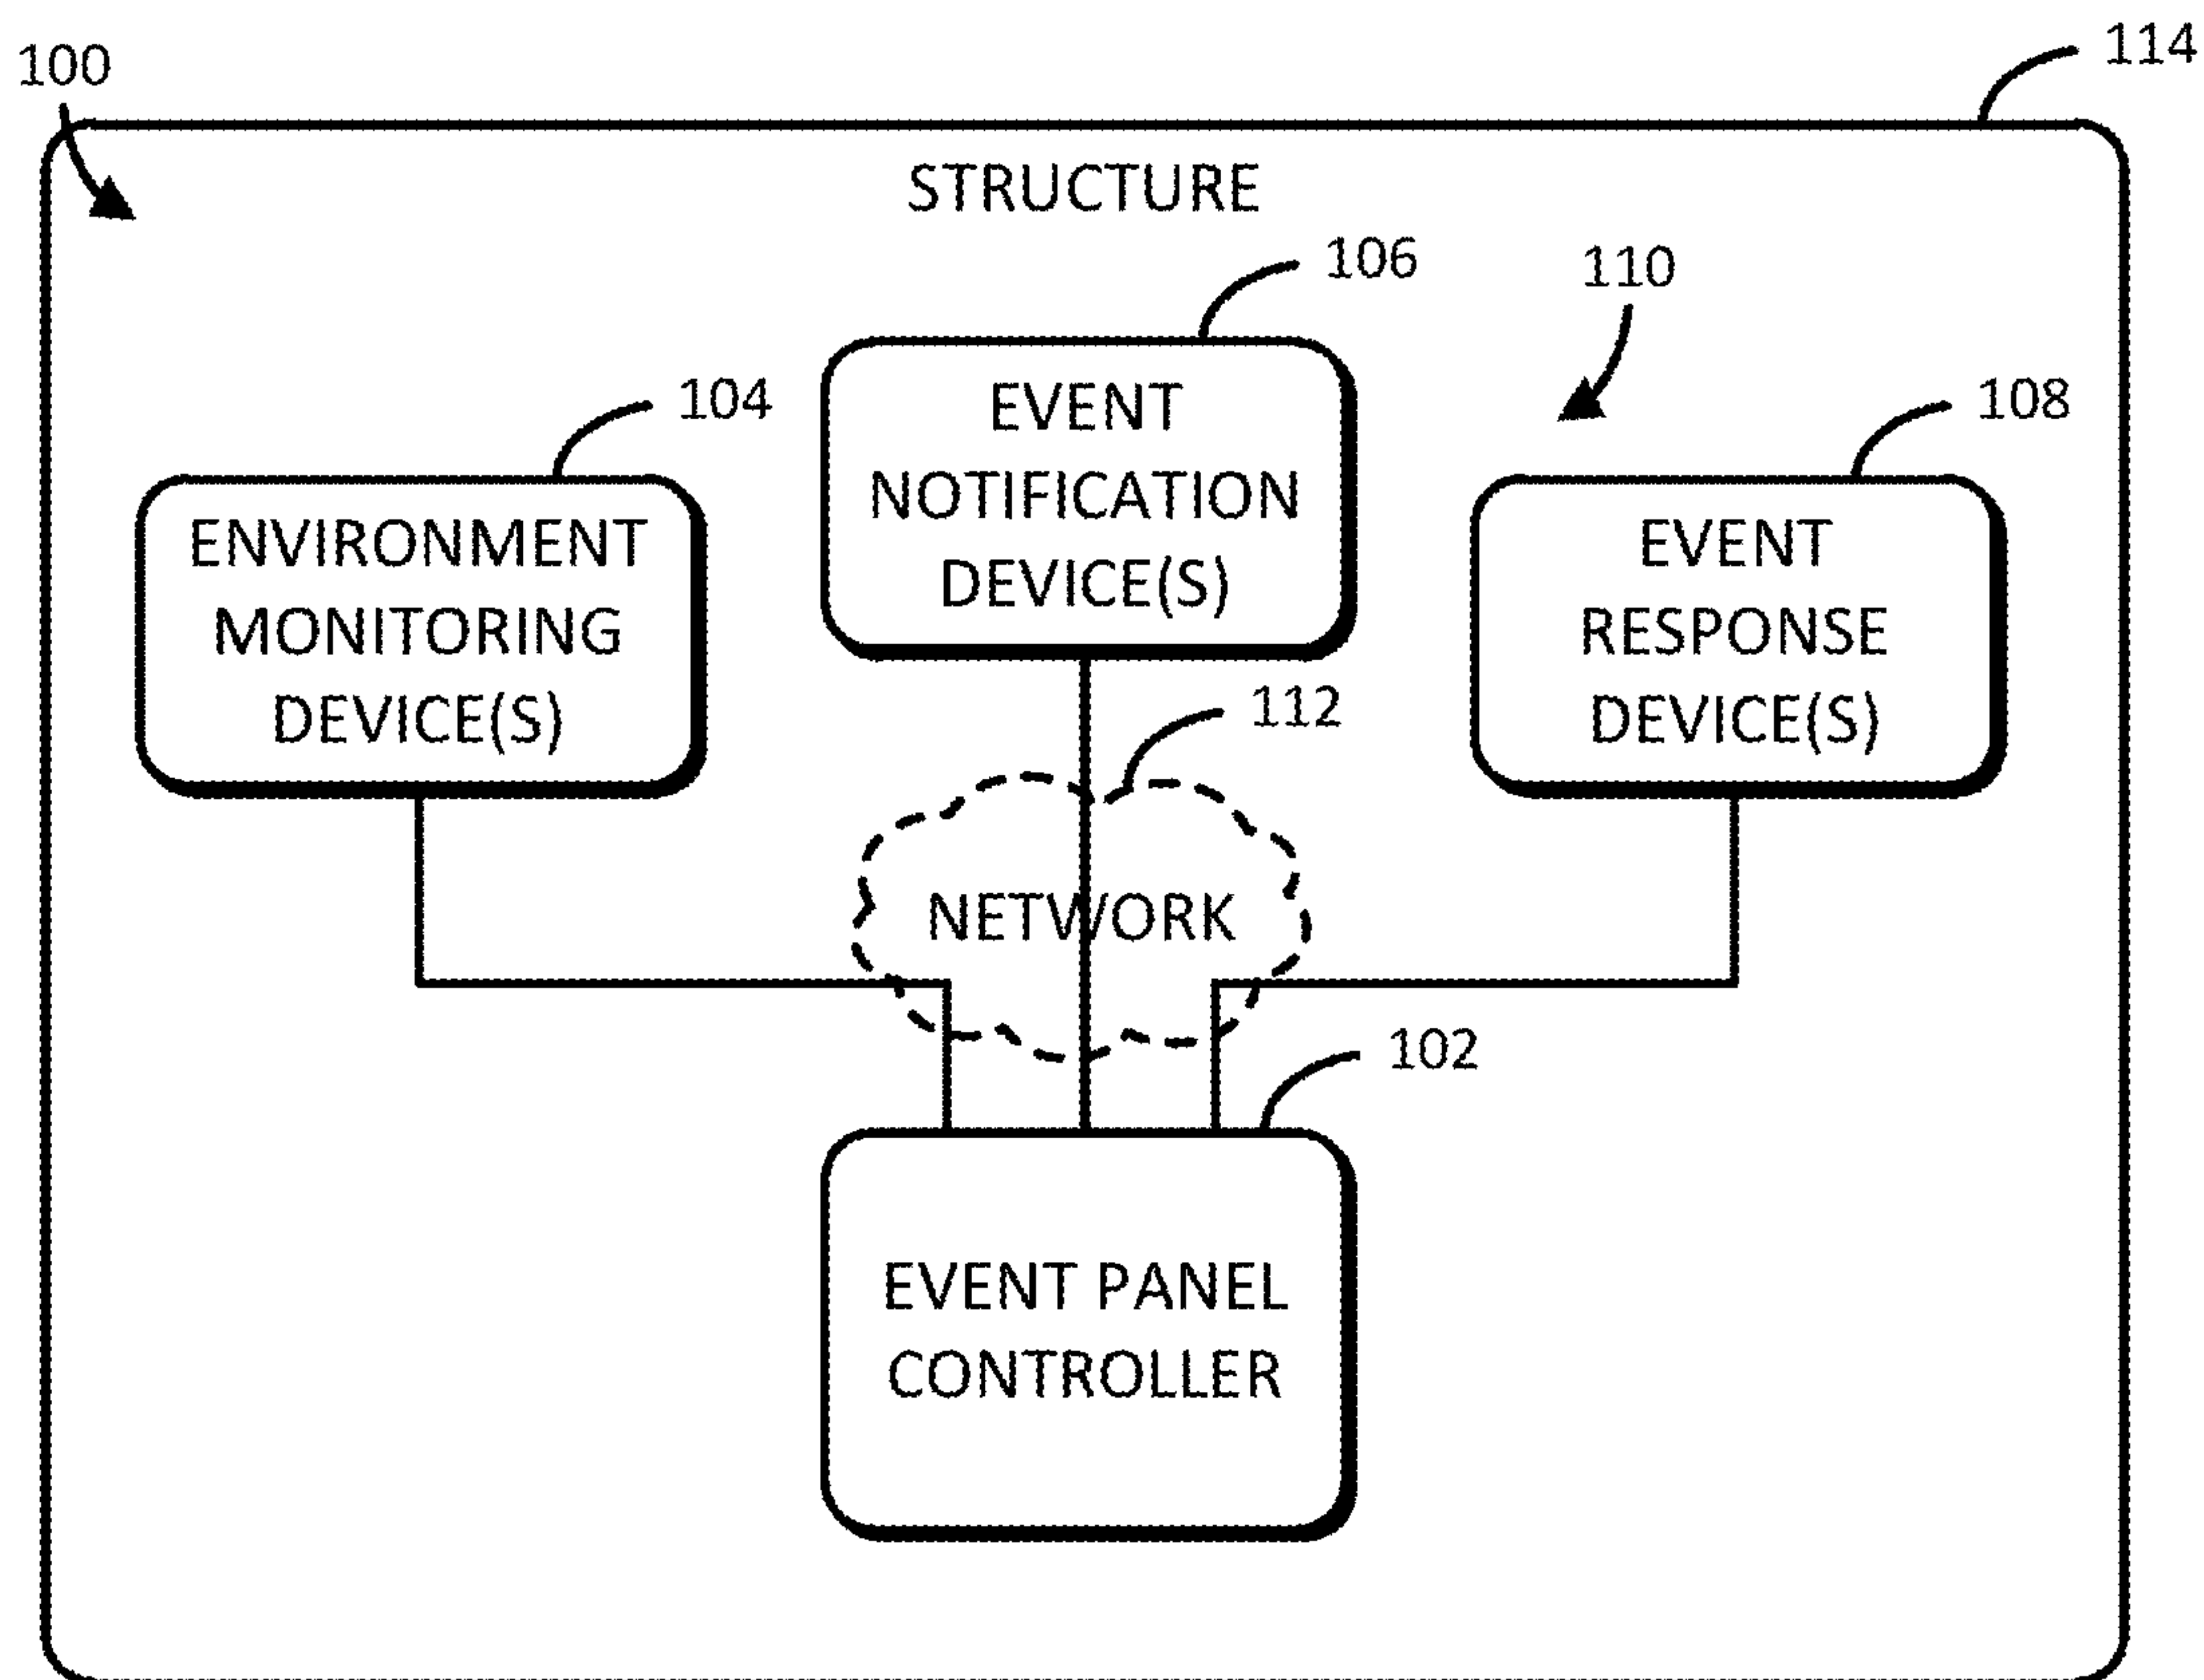 100
114
STRUCTURE
106
110
104
108
EVENT
NOTIFICATION
DEVICE(S)
ENVIRONMENT
MONITORING
DEVICE(S)
EVENT
RESPONSE
DEVICE(S)
112
NETWORK
102
EVENT PANEL
CONTROLLER